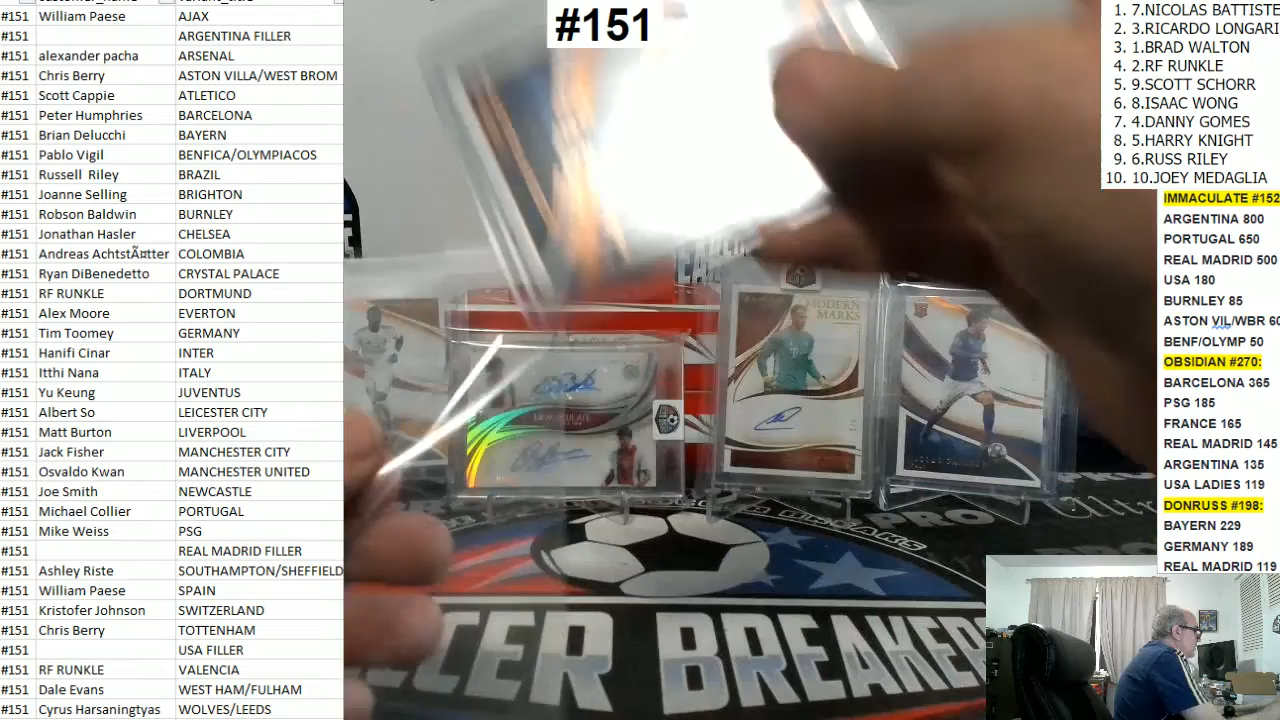 #151 William Paese AJAX
#151 ARGENTINA FILLER
#151 alexander pacha ARSENAL
#151 Chris Berry ASTON VILLA/WEST BROM
#151 Scott Cappie ATLETICO
#151 Peter Humphries BARCELONA
#151 Brian Delucchi BAYERN
#151 Pablo Vigil BENFICA/OLYMPIACOS
#151 Russell Riley BRAZIL
#151 Joanne Selling BRIGHTON
#151 Robson Baldwin BURNLEY
#151 Jonathan Hasler CHELSEA
#151 Andreas AchtstÃ¤tter COLOMBIA
#151 Ryan DiBenedetto CRYSTAL PALACE
#151 RF RUNKLE DORTMUND
#151 Alex Moore EVERTON
#151 Tim Toomey GERMANY
#151 Hanifi Cinar INTER
#151 Itthi Nana ITALY
#151 Yu Keung JUVENTUS
#151 Albert So LEICESTER CITY
#151 Matt Burton LIVERPOOL
#151 Jack Fisher MANCHESTER CITY
#151 Osvaldo Kwan MANCHESTER UNITED
#151 Joe Smith NEWCASTLE
#151 Michael Collier PORTUGAL
#151 Mike Weiss PSG
#151 REAL MADRID FILLER
#151 Ashley Riste SOUTHAMPTON/SHEFFIELD
#151 William Paese SPAIN
#151 Kristofer Johnson SWITZERLAND
#151 Chris Berry TOTTENHAM
#151 USA FILLER
#151 RF RUNKLE VALENCIA
#151 Dale Evans WEST HAM/FULHAM
#151 Cyrus Harsaningtyas WOLVES/LEEDS
#151
MODERN
MARKS
IMMACULATE
CCER BREAKERS
1. 7.NICOLAS BATTISTE
2. 3.RICARDO LONGARI
3. 1.BRAD WALTON
4. 2.RF RUNKLE
5. 9.SCOTT SCHORR
6. 8.ISAAC WONG
7. 4.DANNY GOMES
8. 5.HARRY KNIGHT
9. 6.RUSS RILEY
10. 10.JOEY MEDAGLIA
IMMACULATE #152
ARGENTINA 800
PORTUGAL 650
REAL MADRID 500
USA 180
BURNLEY 85
ASTON VIL/WBR 60
BENF/OLYMP 50
OBSIDIAN #270:
BARCELONA 365
PSG 185
FRANCE 165
REAL MADRID 145
ARGENTINA 135
USA LADIES 119
DONRUSS #198:
BAYERN 229
GERMANY 189
REAL MADRID 119